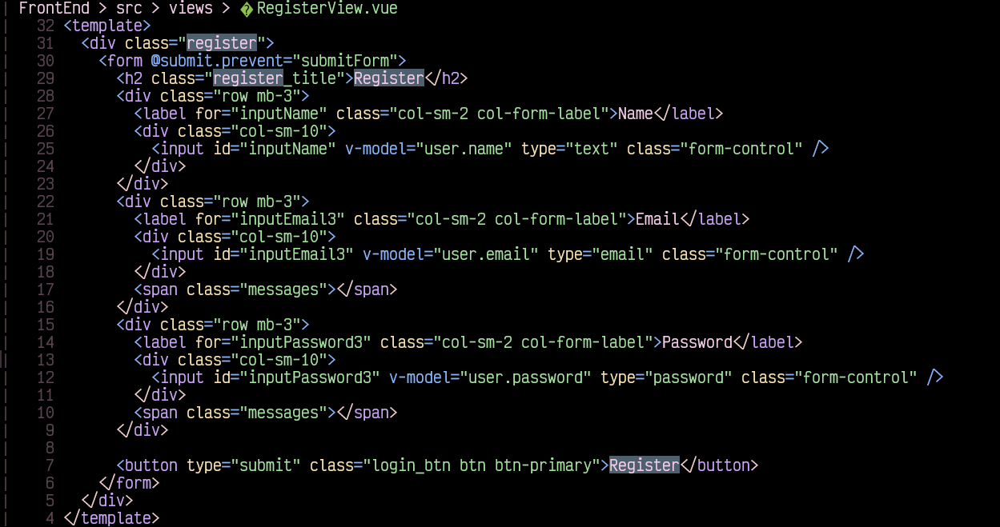 FrontEnd > src > views > RegisterView.vue
32 <template>
31   <div class="register">
30     <form @submit.prevent="submitForm">
29       <h2 class="register_title">Register</h2>
28       <div class="row mb-3">
27         <label for="inputName" class="col-sm-2 col-form-label">Name</label>
26         <div class="col-sm-10">
25           <input id="inputName" v-model="user.name" type="text" class="form-control" />
24         </div>
23       </div>
22       <div class="row mb-3">
21         <label for="inputEmail3" class="col-sm-2 col-form-label">Email</label>
20         <div class="col-sm-10">
19           <input id="inputEmail3" v-model="user.email" type="email" class="form-control" />
18         </div>
17         <span class="messages"></span>
16       </div>
15       <div class="row mb-3">
14         <label for="inputPassword3" class="col-sm-2 col-form-label">Password</label>
13         <div class="col-sm-10">
12           <input id="inputPassword3" v-model="user.password" type="password" class="form-control" />
11         </div>
10         <span class="messages"></span>
9       </div>
8
7       <button type="submit" class="login_btn btn btn-primary">Register</button>
6     </form>
5   </div>
4 </template>